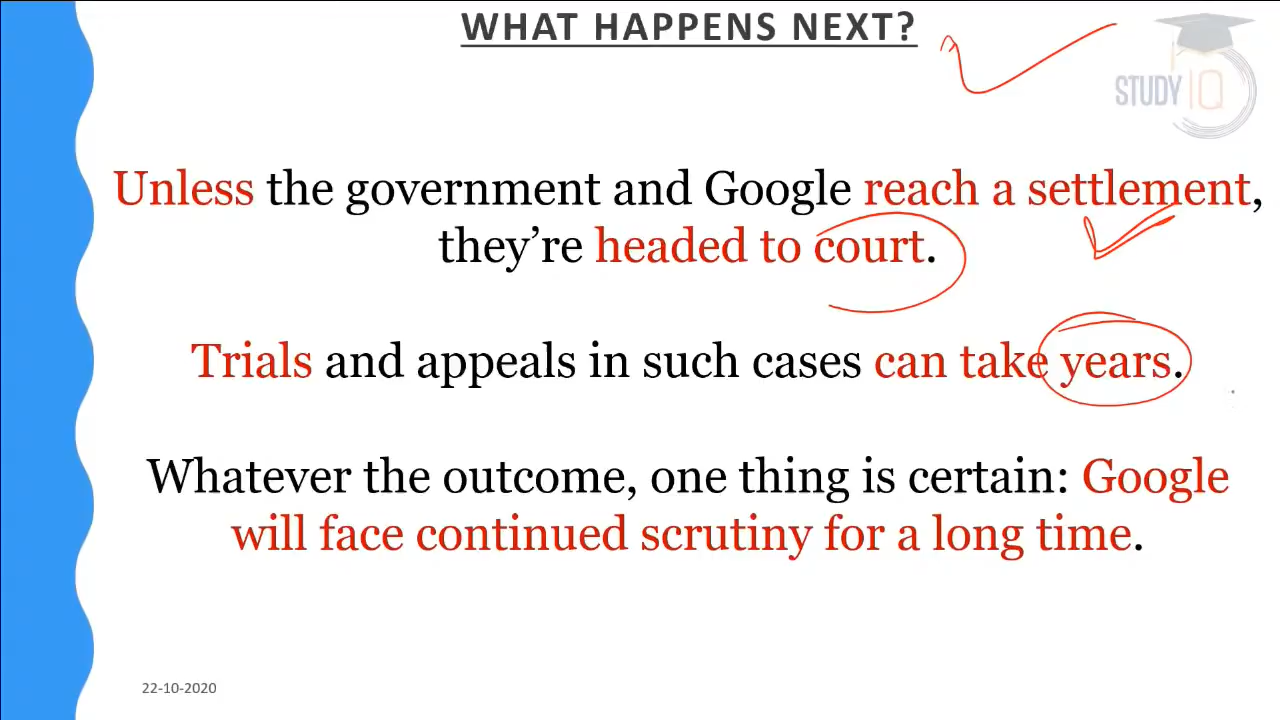 WHAT HAPPENS NEXT?
STUDY IQ
Unless the government and Google reach a settlement,
they’re headed to court.
Trials and appeals in such cases can take years.
Whatever the outcome, one thing is certain: Google
will face continued scrutiny for a long time.
22-10-2020